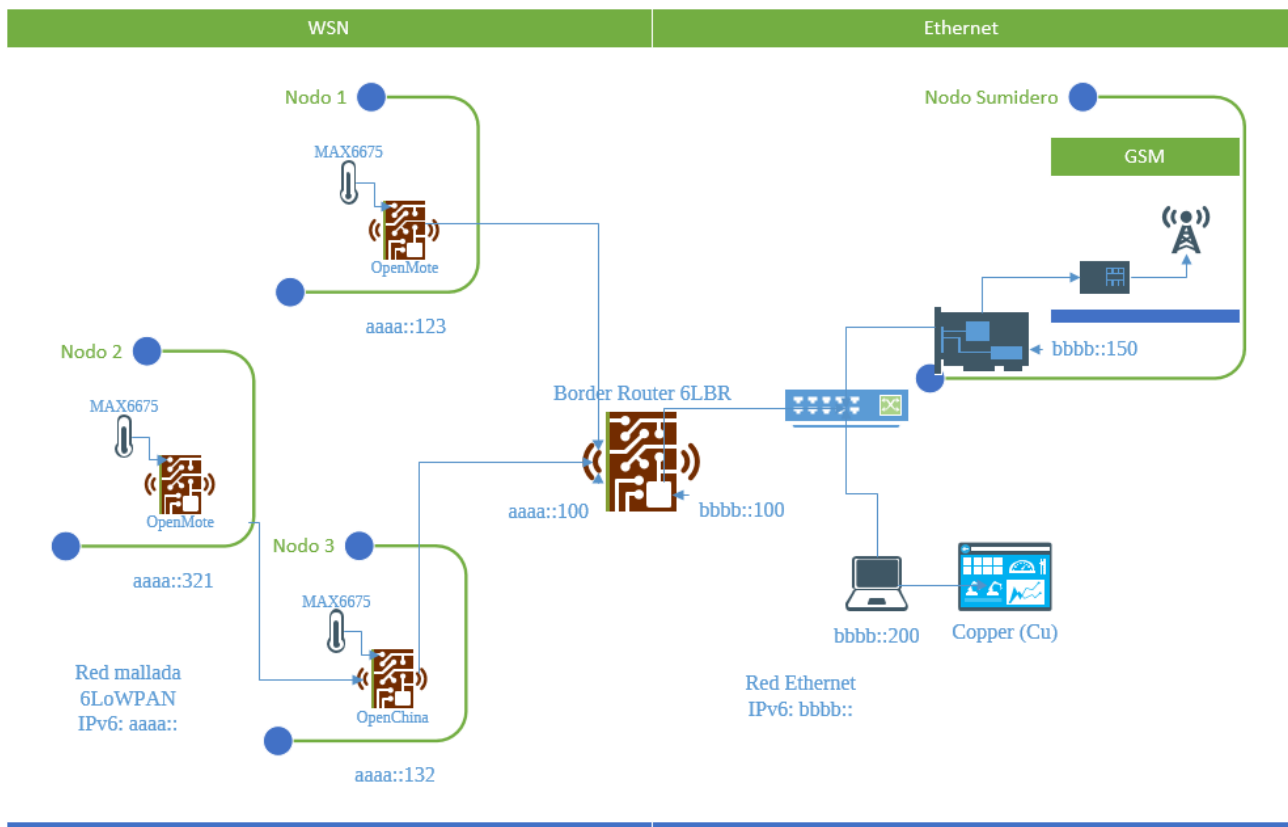 WSN
Ethernet
Nodo 1
MAX6675
OpenMote
aaaa::123
Nodo 2
MAX6675
OpenMote
aaaa::321
Nodo 3
MAX6675
OpenChina
aaaa::132
Red mallada
6LoWPAN
IPv6: aaaa::
Border Router 6LBR
aaaa::100
bbbb::100
Nodo Sumidero
GSM
bbbb::150
bbbb::200
Copper (Cu)
Red Ethernet
IPv6: bbbb::